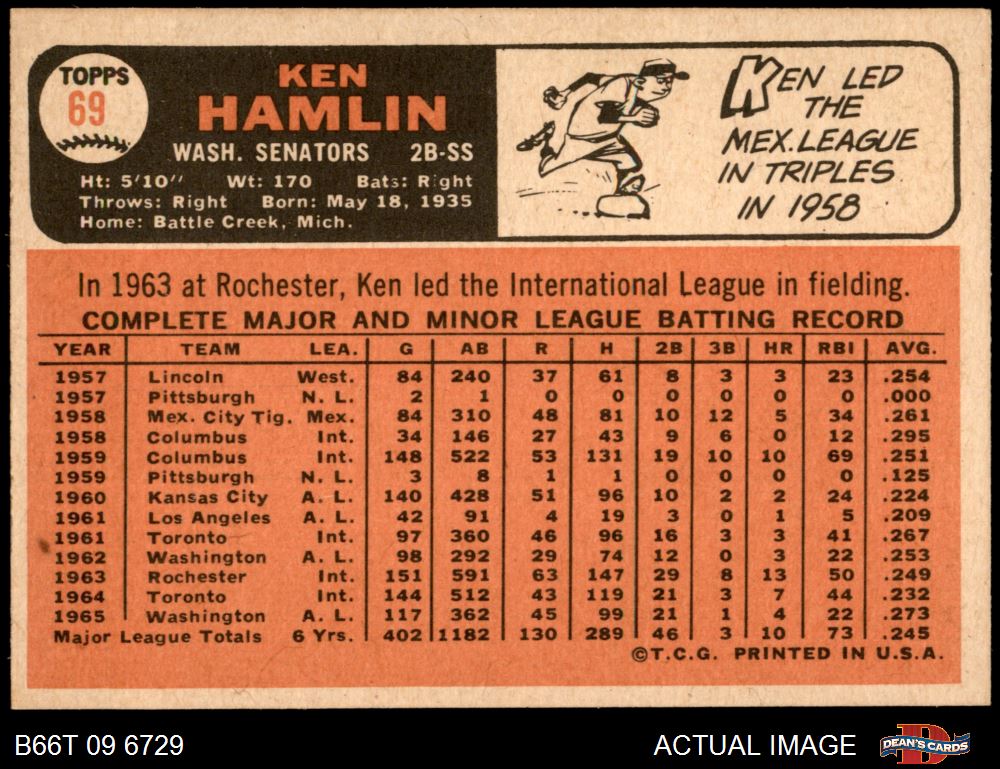 TOPPS
69
KEN
HAMLIN
WASH. SENATORS 2B-SS
Ht: 5'10" Wt: 170 Bats: Right
Throws: Right Born: May 18, 1935
Home: Battle Creek, Mich.
KEN LED
THE
MEX. LEAGUE
IN TRIPLES
IN 1958
In 1963 at Rochester, Ken led the International League in fielding.
COMPLETE MAJOR AND MINOR LEAGUE BATTING RECORD
YEAR TEAM LEA. G AB R H 2B 3B HR RBI AVG.
1957 Lincoln West. 84 240 37 61 8 3 3 23 .254
1957 Pittsburgh N. L. 2 1 0 0 0 0 0 0 .000
1958 Mex. City Tig. Mex. 84 310 48 81 10 12 5 34 .261
1958 Columbus Int. 34 146 27 43 9 6 0 12 .295
1959 Columbus Int. 148 522 53 131 19 10 10 69 .251
1959 Pittsburgh N. L. 3 8 1 1 0 0 0 0 .125
1960 Kansas City A. L. 140 428 51 96 10 2 2 24 .224
1961 Los Angeles A. L. 42 91 4 19 3 0 1 5 .209
1961 Toronto Int. 97 360 46 96 16 3 3 41 .267
1962 Washington A. L. 98 292 29 74 12 0 3 22 .253
1963 Rochester Int. 151 591 63 147 29 8 13 50 .249
1964 Toronto Int. 144 512 43 119 21 3 7 44 .232
1965 Washington A. L. 117 362 45 99 21 1 4 22 .273
Major League Totals 6 Yrs. 402 1182 130 289 46 3 10 73 .245
©T.C.G. PRINTED IN U.S.A.
B66T 09 6729
ACTUAL IMAGE
D
DEAN'S CARDS